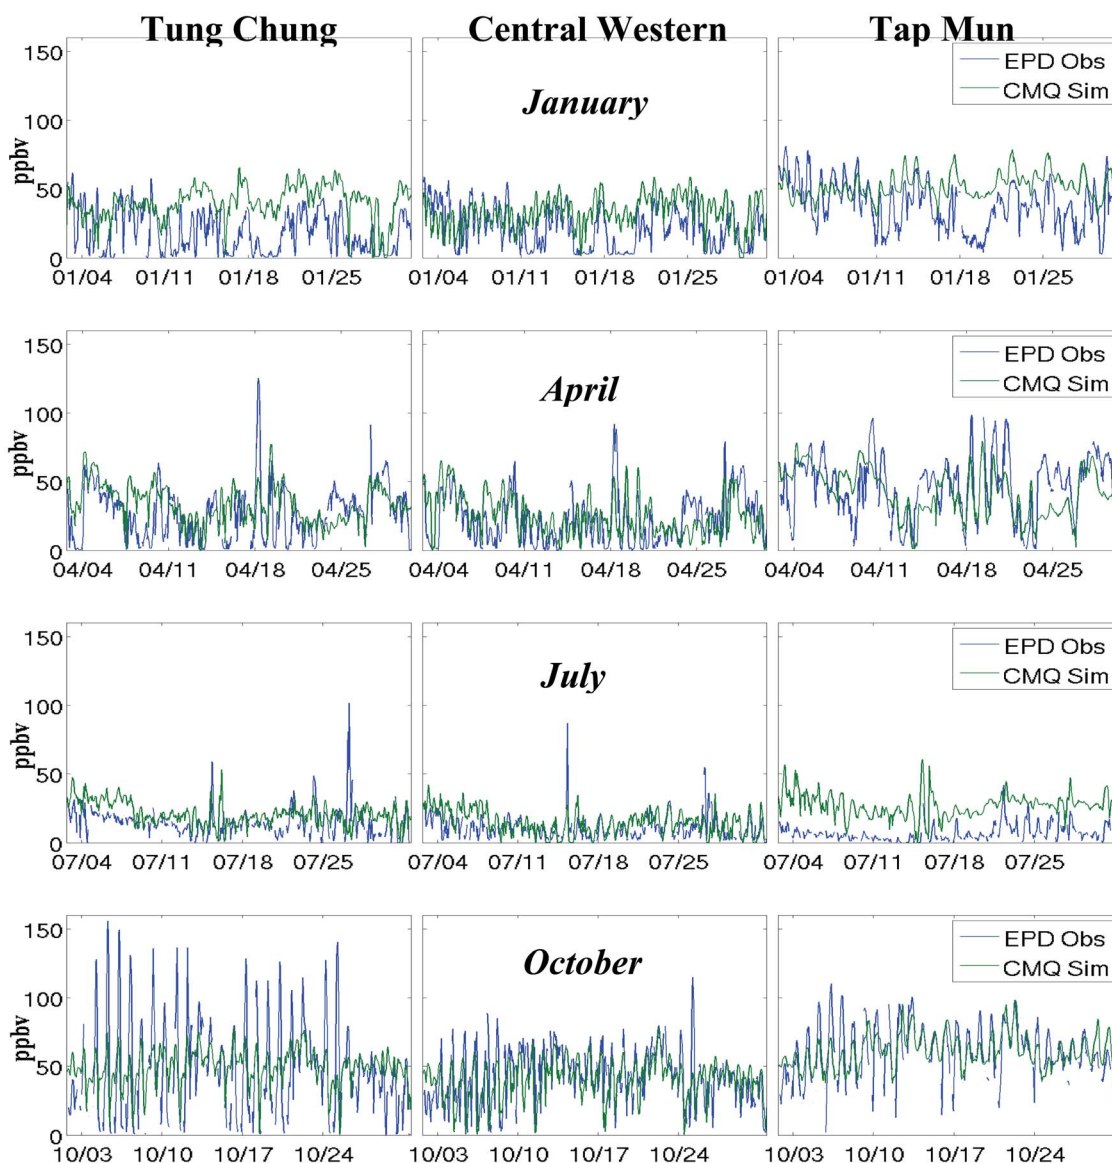 Tung Chung Central Western Tap Mun
150
100
50
0
ppbv
January
EPD Obs
CMQ Sim
01/04 01/11 01/18 01/25 01/04 01/11 01/18 01/25 01/04 01/11 01/18 01/25
150
100
50
0
ppbv
April
EPD Obs
CMQ Sim
04/04 04/11 04/18 04/25 04/04 04/11 04/18 04/25 04/04 04/11 04/18 04/25
150
100
50
0
ppbv
July
EPD Obs
CMQ Sim
07/04 07/11 07/18 07/25 07/04 07/11 07/18 07/25 07/04 07/11 07/18 07/25
150
100
50
0
ppbv
October
EPD Obs
CMQ Sim
10/03 10/10 10/17 10/24 10/03 10/10 10/17 10/24 10/03 10/10 10/17 10/24